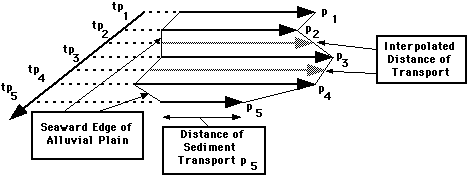 tp1
p1
tp2
p2
tp3
p3
Interpolated
Distance of
Transport
tp4
p4
tp5
p5
Seaward Edge of
Alluvial Plain
Distance of
Sediment
Transport p5